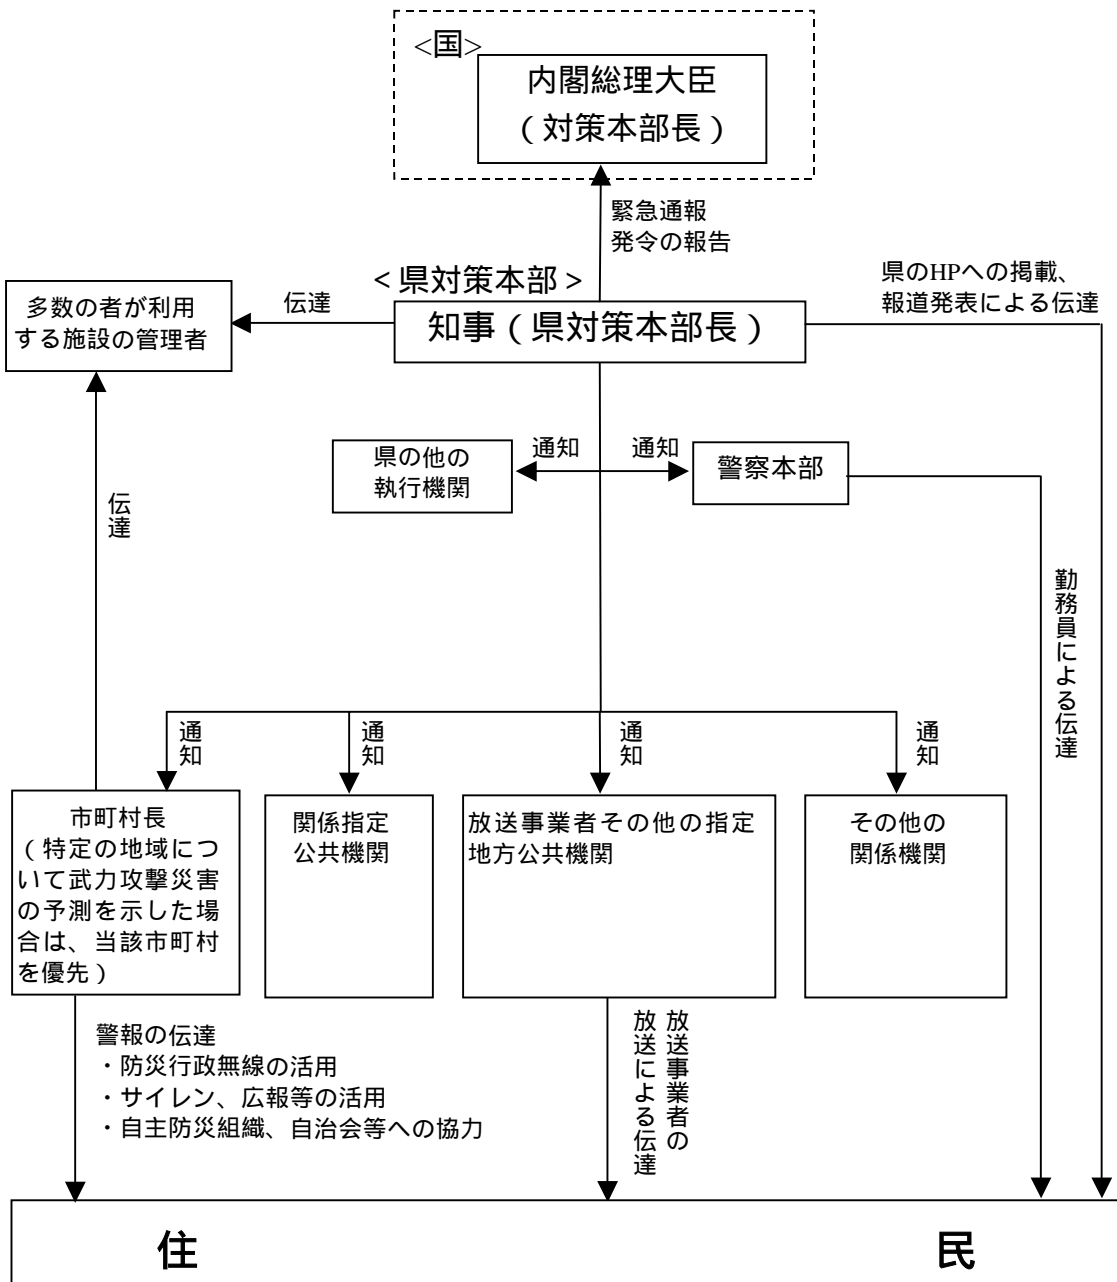 <国>
内閣総理大臣
(対策本部長)
緊急通報
発令の報告
<県対策本部>
県のHPへの掲載、
報道発表による伝達
多数の者が利用
する施設の管理者
伝達
知事(県対策本部長)
通知
通知
県の他の
執行機関
警察本部
伝達
勤務員による伝達
通知
通知
通知
通知
市町村長
(特定の地域につ
いて武力攻撃災害
の予測を示した場
合は、当該市町村
を優先)
関係指定
公共機関
放送事業者その他の指定
地方公共機関
その他の
関係機関
警報の伝達
・防災行政無線の活用
・サイレン、広報等の活用
・自主防災組織、自治会等への協力
放送事業者の
放送による伝達
住民